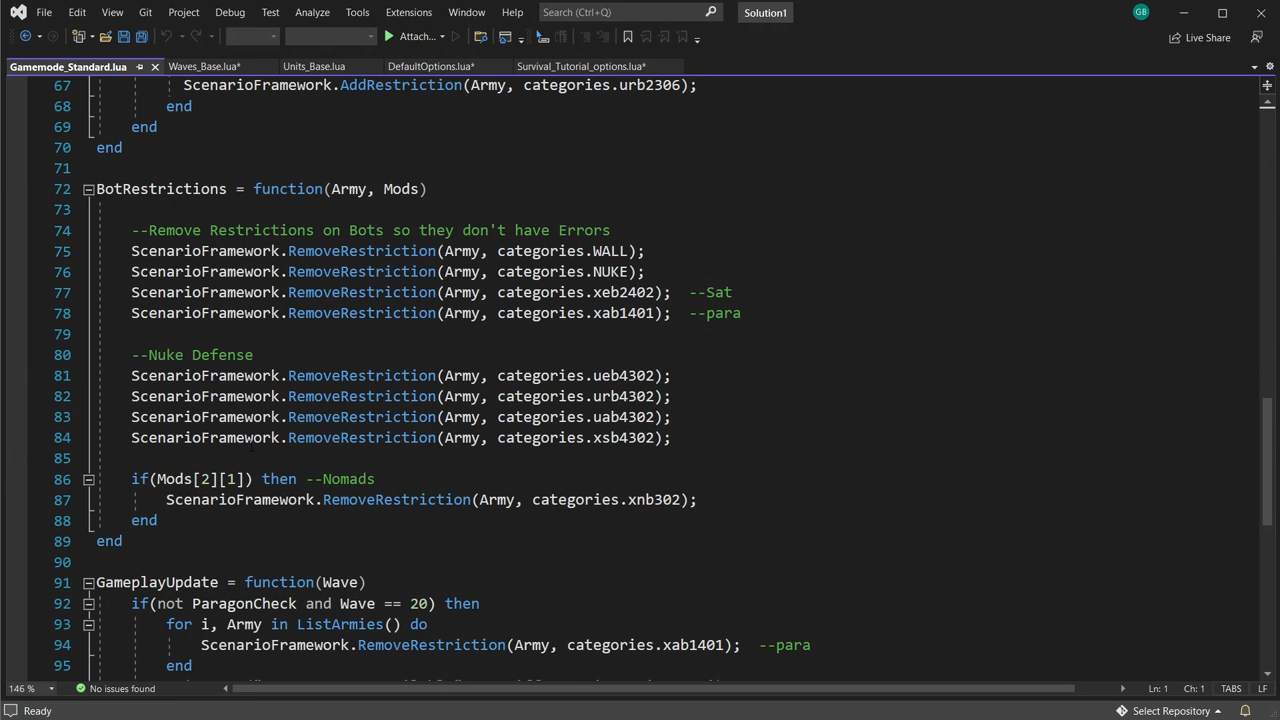 File Edit View Git Project Debug Test Analyze Tools Extensions Window Help Search (Ctrl+Q) Solution1 GB
Attach... Live Share
Gamemode_Standard.lua Waves_Base.lua* Units_Base.lua DefaultOptions.lua* Survival_Tutorial_options.lua*
67 ScenarioFramework.AddRestriction(Army, categories.urb2306);
68 end
69 end
70 end
71
72 BotRestrictions = function(Army, Mods)
73
74 --Remove Restrictions on Bots so they don't have Errors
75 ScenarioFramework.RemoveRestriction(Army, categories.WALL);
76 ScenarioFramework.RemoveRestriction(Army, categories.NUKE);
77 ScenarioFramework.RemoveRestriction(Army, categories.xeb2402); --Sat
78 ScenarioFramework.RemoveRestriction(Army, categories.xab1401); --para
79
80 --Nuke Defense
81 ScenarioFramework.RemoveRestriction(Army, categories.ueb4302);
82 ScenarioFramework.RemoveRestriction(Army, categories.urb4302);
83 ScenarioFramework.RemoveRestriction(Army, categories.uab4302);
84 ScenarioFramework.RemoveRestriction(Army, categories.xsb4302);
85
86 if(Mods[2][1]) then --Nomads
87 ScenarioFramework.RemoveRestriction(Army, categories.xnb302);
88 end
89 end
90
91 GameplayUpdate = function(Wave)
92 if(not ParagonCheck and Wave == 20) then
93 for i, Army in ListArmies() do
94 ScenarioFramework.RemoveRestriction(Army, categories.xab1401); --para
95 end
146 % No issues found Ln: 1 Ch: 1 TABS LF
Ready Select Repository